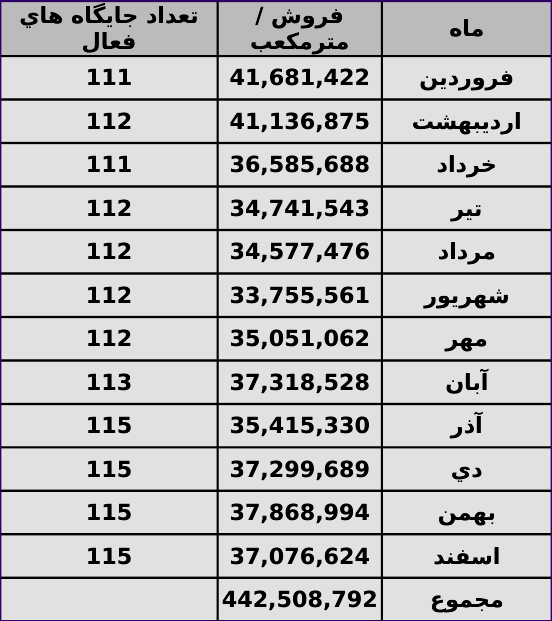 ماه	فروش / مترمكعب	تعداد جايگاه هاي فعال
فروردين	41,681,422	111
ارديبهشت	41,136,875	112
خرداد	36,585,688	111
تير	34,741,543	112
مرداد	34,577,476	112
شهريور	33,755,561	112
مهر	35,051,062	112
آبان	37,318,528	113
آذر	35,415,330	115
دي	37,299,689	115
بهمن	37,868,994	115
اسفند	37,076,624	115
مجموع	442,508,792